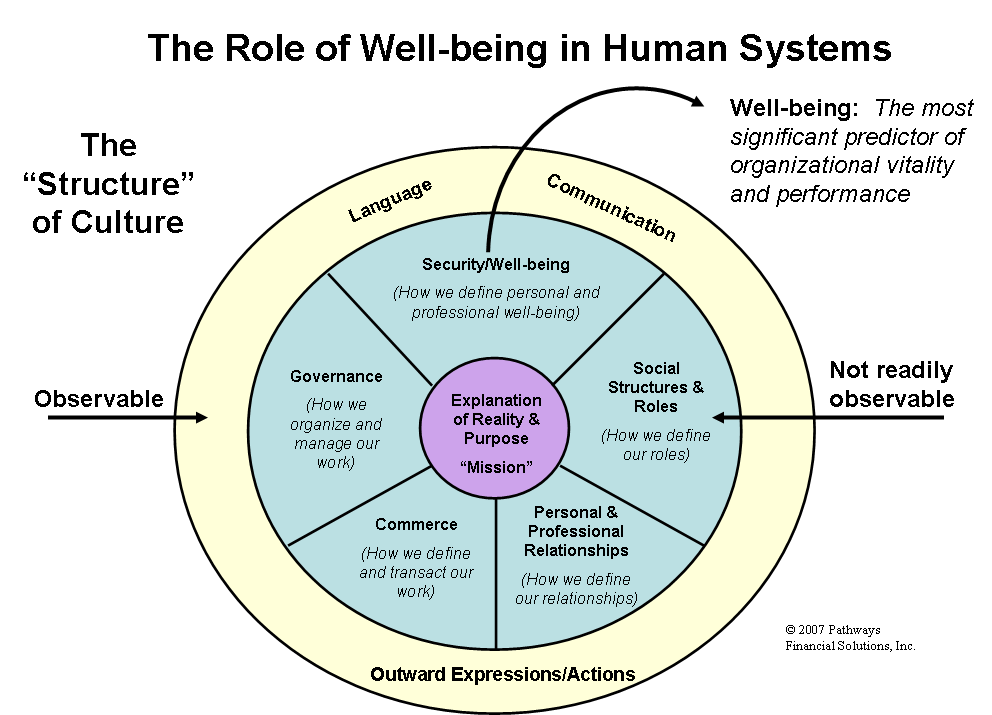 The Role of Well-being in Human Systems
The
“Structure”
of Culture
Well-being: The most
significant predictor of
organizational vitality
and performance
Language
Communication
Security/Well-being
(How we define personal and
professional well-being)
Governance
(How we
organize and
manage our
work)
Explanation
of Reality &
Purpose
“Mission”
Social
Structures &
Roles
(How we define
our roles)
Observable
Not readily
observable
Commerce
(How we define
and transact our
work)
Personal &
Professional
Relationships
(How we define
our relationships)
Outward Expressions/Actions
© 2007 Pathways
Financial Solutions, Inc.